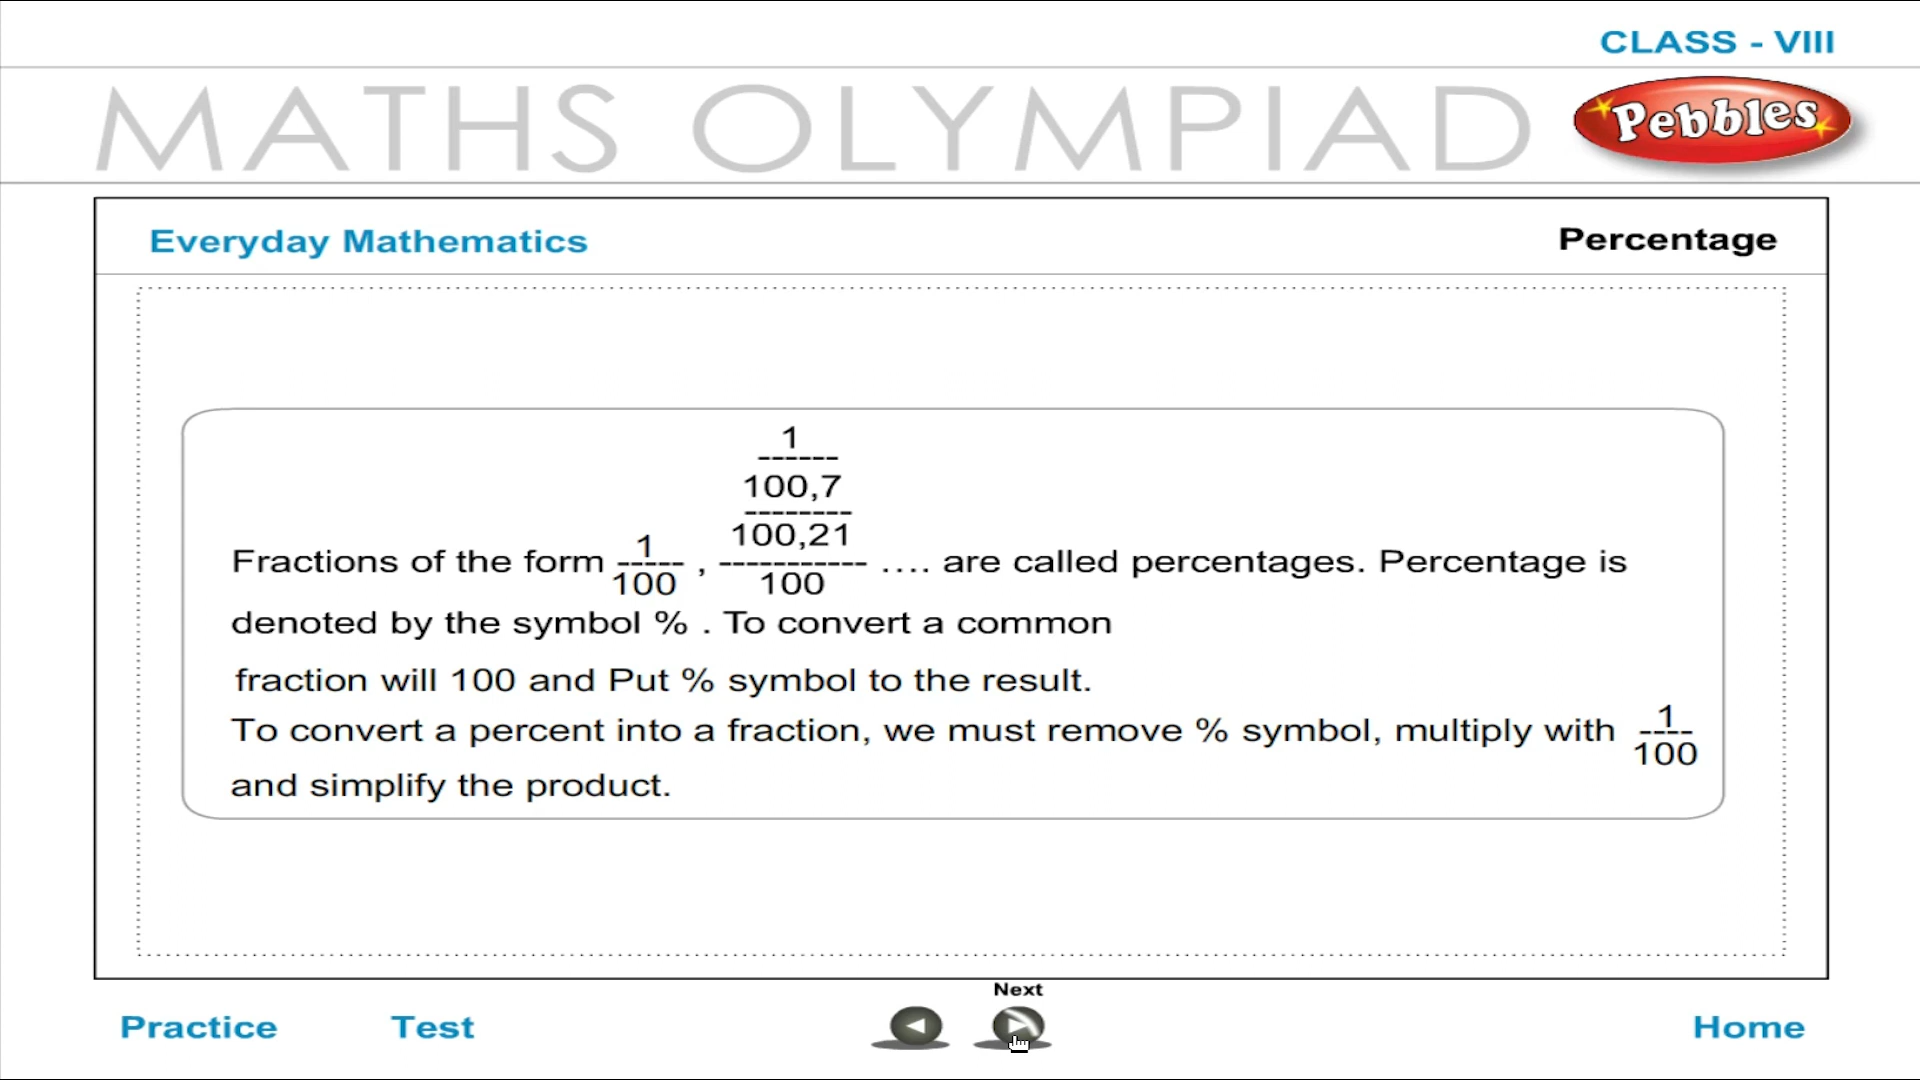 CLASS - VIII
MATHS OLYMPIAD
Pebbles
Everyday Mathematics
Percentage
1
------
100,7
--------
100,21
Fractions of the form 1/100 , -----------/100 .... are called percentages. Percentage is
denoted by the symbol % . To convert a common
fraction will 100 and Put % symbol to the result.
To convert a percent into a fraction, we must remove % symbol, multiply with 1/100
and simplify the product.
Next
Practice
Test
Home